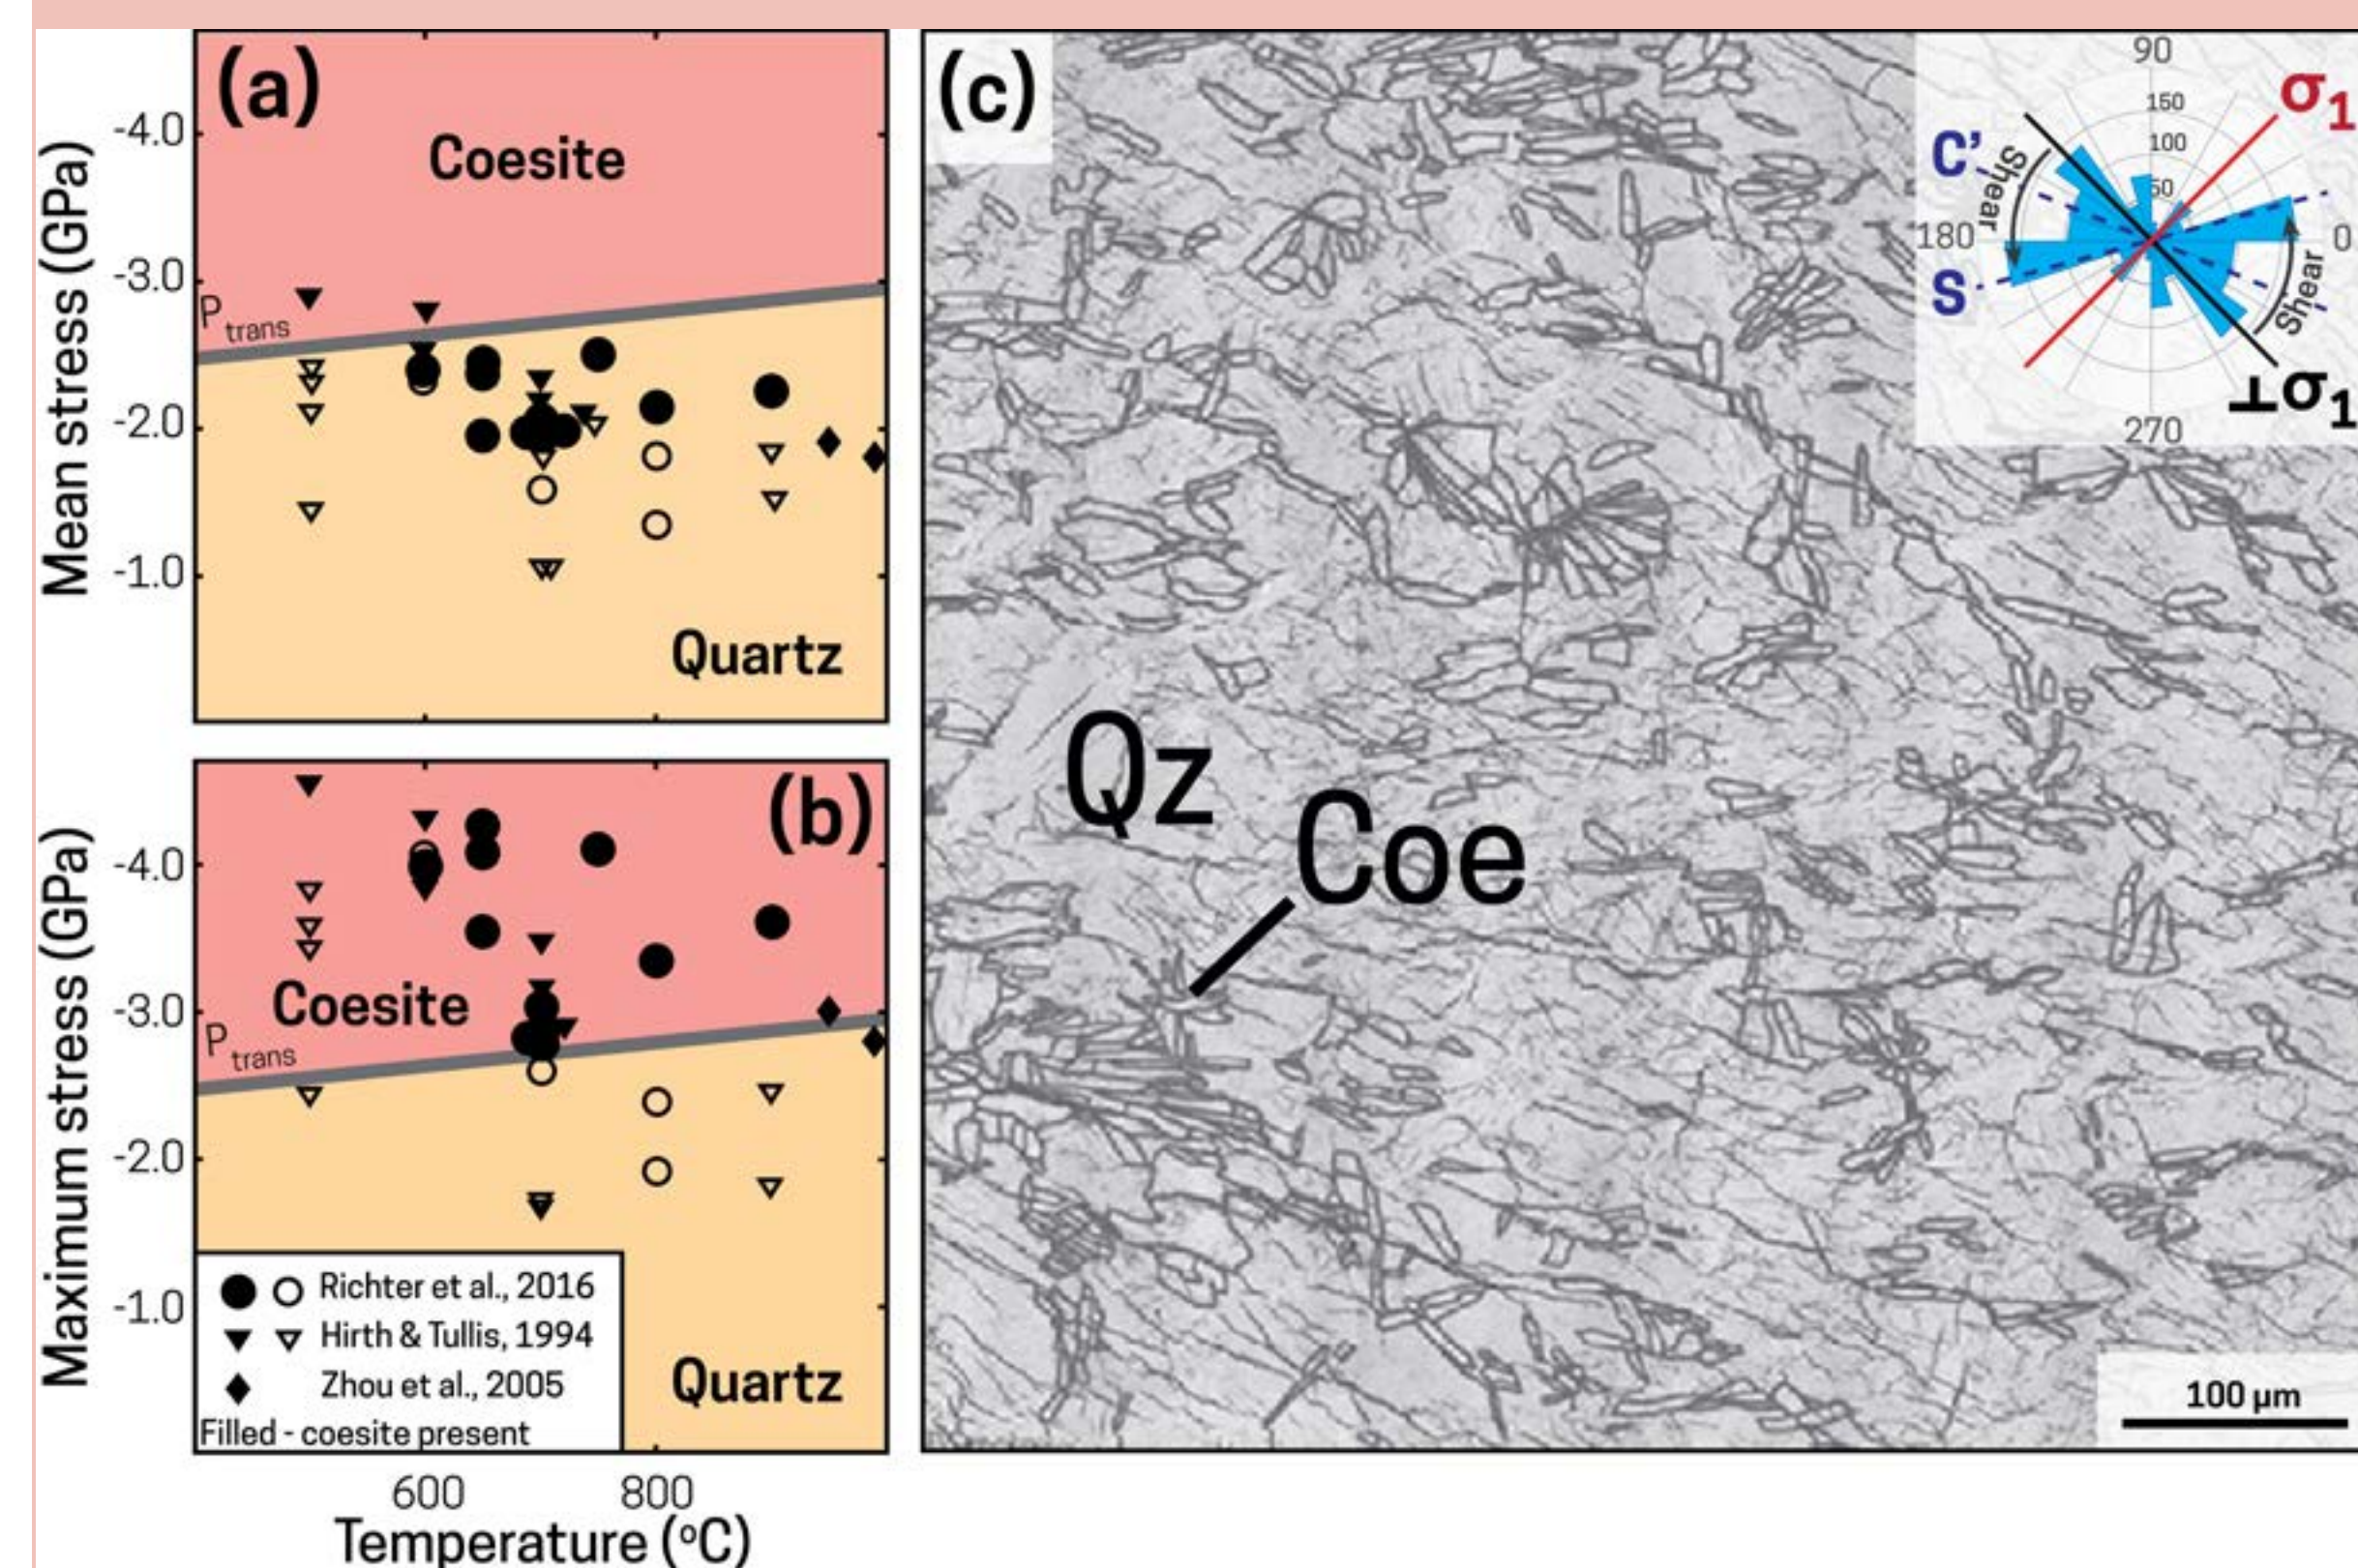 (a)
Coesite
-4.0
-3.0
-2.0
-1.0
Mean stress (GPa)
P trans
Quartz
(b)
-4.0
-3.0
-2.0
-1.0
Maximum stress (GPa)
Coesite
P trans
Richter et al., 2016
Hirth & Tullis, 1994
Zhou et al., 2005
Filled - coesite present
Quartz
600 800
Temperature (°C)
(c)
90
150
100
50
σ1
C'
Shear
180
0
S
Shear
⊥σ1
270
Qz
Coe
100 µm